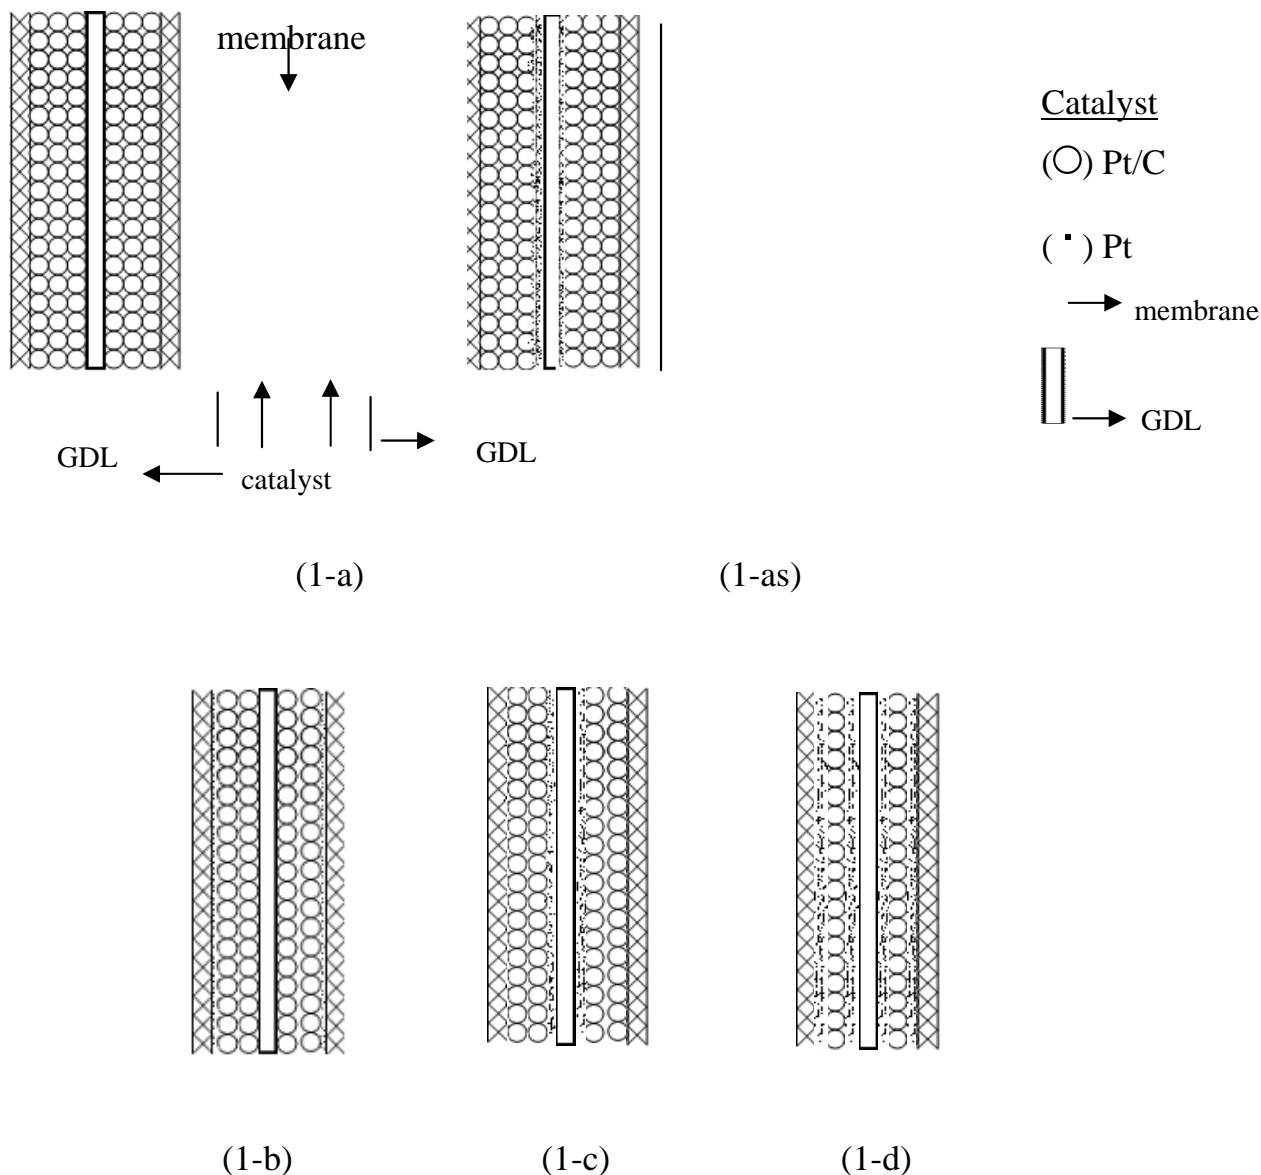 membrane
GDL
catalyst
GDL
(1-a)
(1-as)
Catalyst
(○) Pt/C
(▪) Pt
membrane
GDL
(1-b)
(1-c)
(1-d)